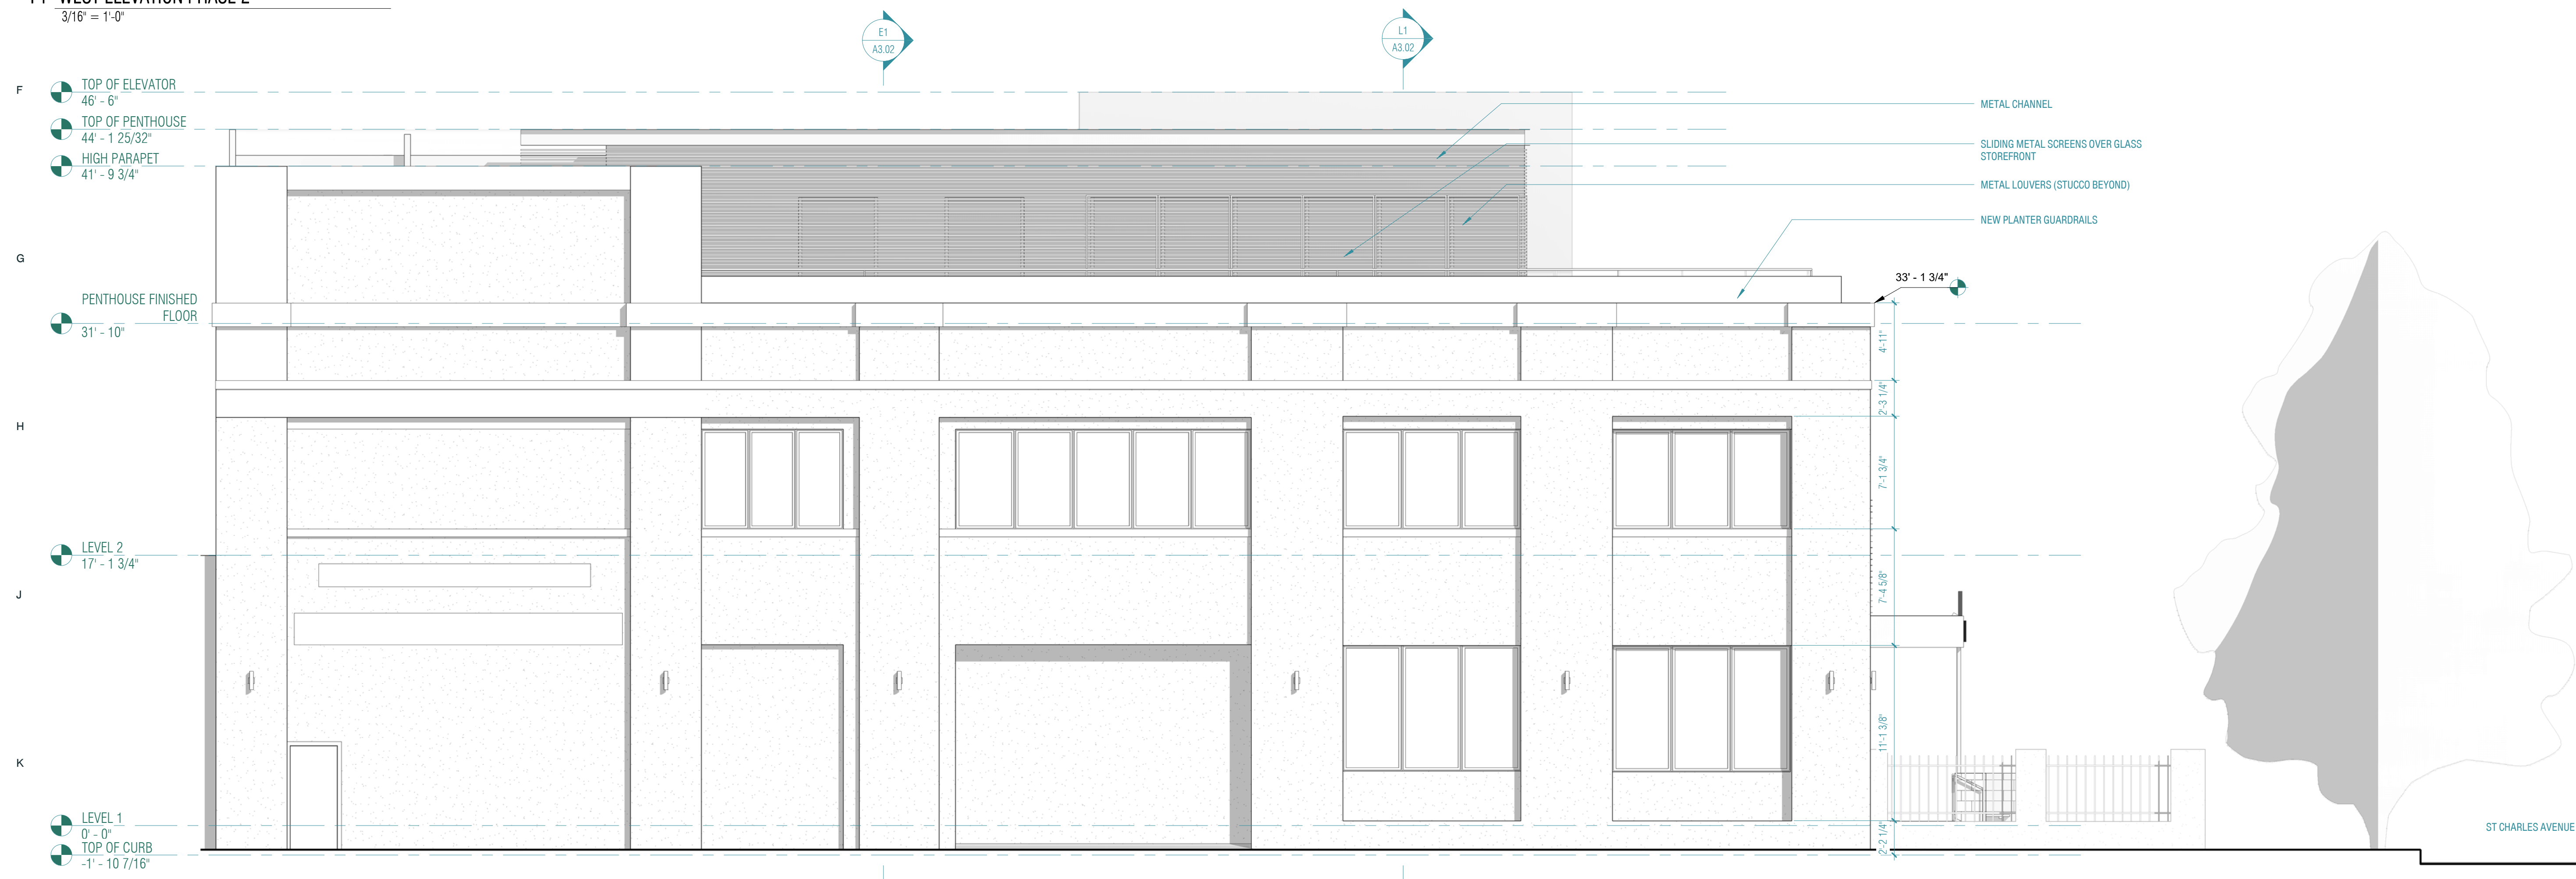 WEST ELEVATION PHASE 2
3/16" = 1'-0"
E1
A3.02
L1
A3.02
F
TOP OF ELEVATOR
46' - 6"
METAL CHANNEL
TOP OF PENTHOUSE
44' - 1 25/32"
SLIDING METAL SCREENS OVER GLASS
STOREFRONT
HIGH PARAPET
41' - 9 3/4"
METAL LOUVERS (STUCCO BEYOND)
NEW PLANTER GUARDRAILS
G
33' - 1 3/4"
PENTHOUSE FINISHED
FLOOR
31' - 10"
4'-11"
2'-3 1/4"
H
7'-1 3/4"
LEVEL 2
17' - 1 3/4"
7'-4 5/8"
J
11'-1 3/8"
K
LEVEL 1
0' - 0"
ST CHARLES AVENUE
TOP OF CURB
-1' - 10 7/16"
2'-2 1/4"